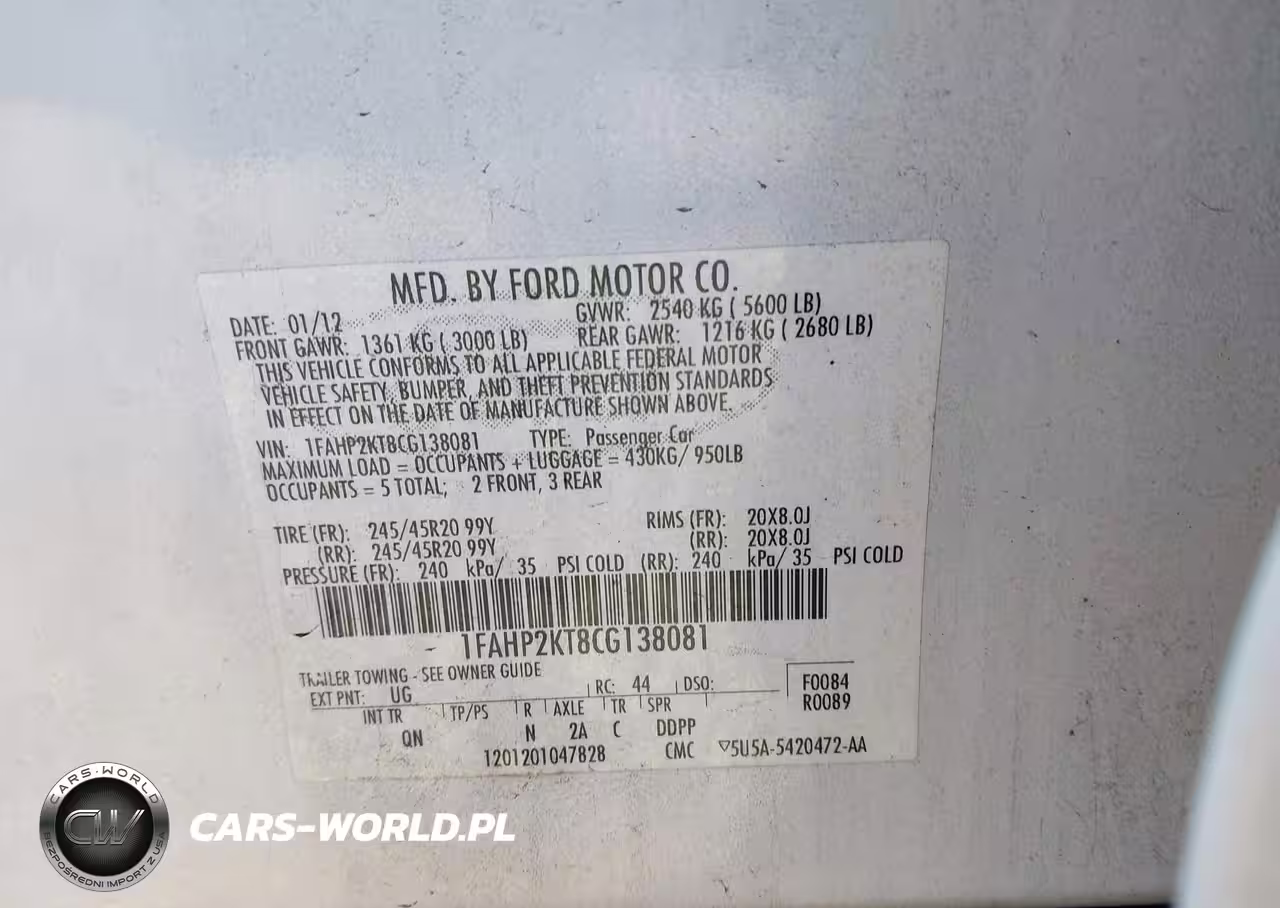 MFD. BY FORD MOTOR CO.
DATE: 01/12 GVWR: 2540 KG ( 5600 LB)
FRONT GAWR: 1361 KG ( 3000 LB) REAR GAWR: 1216 KG ( 2680 LB)
THIS VEHICLE CONFORMS TO ALL APPLICABLE FEDERAL MOTOR
VEHICLE SAFETY, BUMPER, AND THEFT PREVENTION STANDARDS
IN EFFECT ON THE DATE OF MANUFACTURE SHOWN ABOVE.
VIN: 1FAHP2KT8CG138081 TYPE: Passenger Car
MAXIMUM LOAD = OCCUPANTS + LUGGAGE = 430KG/ 950LB
OCCUPANTS = 5 TOTAL; 2 FRONT, 3 REAR
TIRE (FR): 245/45R20 99Y RIMS (FR): 20X8.0J
(RR): 245/45R20 99Y (RR): 20X8.0J
PRESSURE (FR): 240 kPa/ 35 PSI COLD (RR): 240 kPa/ 35 PSI COLD
1FAHP2KT8CG138081
TRAILER TOWING - SEE OWNER GUIDE
EXT PNT: UG RC: 44 DSO: F0084
R0089
INT TR TP/PS R AXLE TR SPR
QN N 2A C DDPP
1201201047828 CMC ▽5U5A-5420472-AA
CARS-WORLD
CW
BEZPOŚREDNI IMPORT Z USA
CARS-WORLD.PL